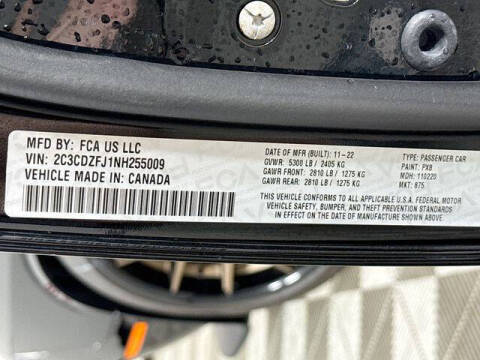 MFD BY: FCA US LLC
VIN: 2C3CDZFJ1NH255009
VEHICLE MADE IN: CANADA
DATE OF MFR (BUILT): 11-22
GVWR: 5300 LB / 2405 KG
GAWR FRONT: 2810 LB / 1275 KG
GAWR REAR: 2810 LB / 1275 KG
TYPE: PASSENGER CAR
PAINT: PX8
MDH: 110220
MKT: 875
THIS VEHICLE CONFORMS TO ALL APPLICABLE U.S.A. FEDERAL MOTOR
VEHICLE SAFETY, BUMPER, AND THEFT PREVENTION STANDARDS
IN EFFECT ON THE DATE OF MANUFACTURE SHOWN ABOVE.